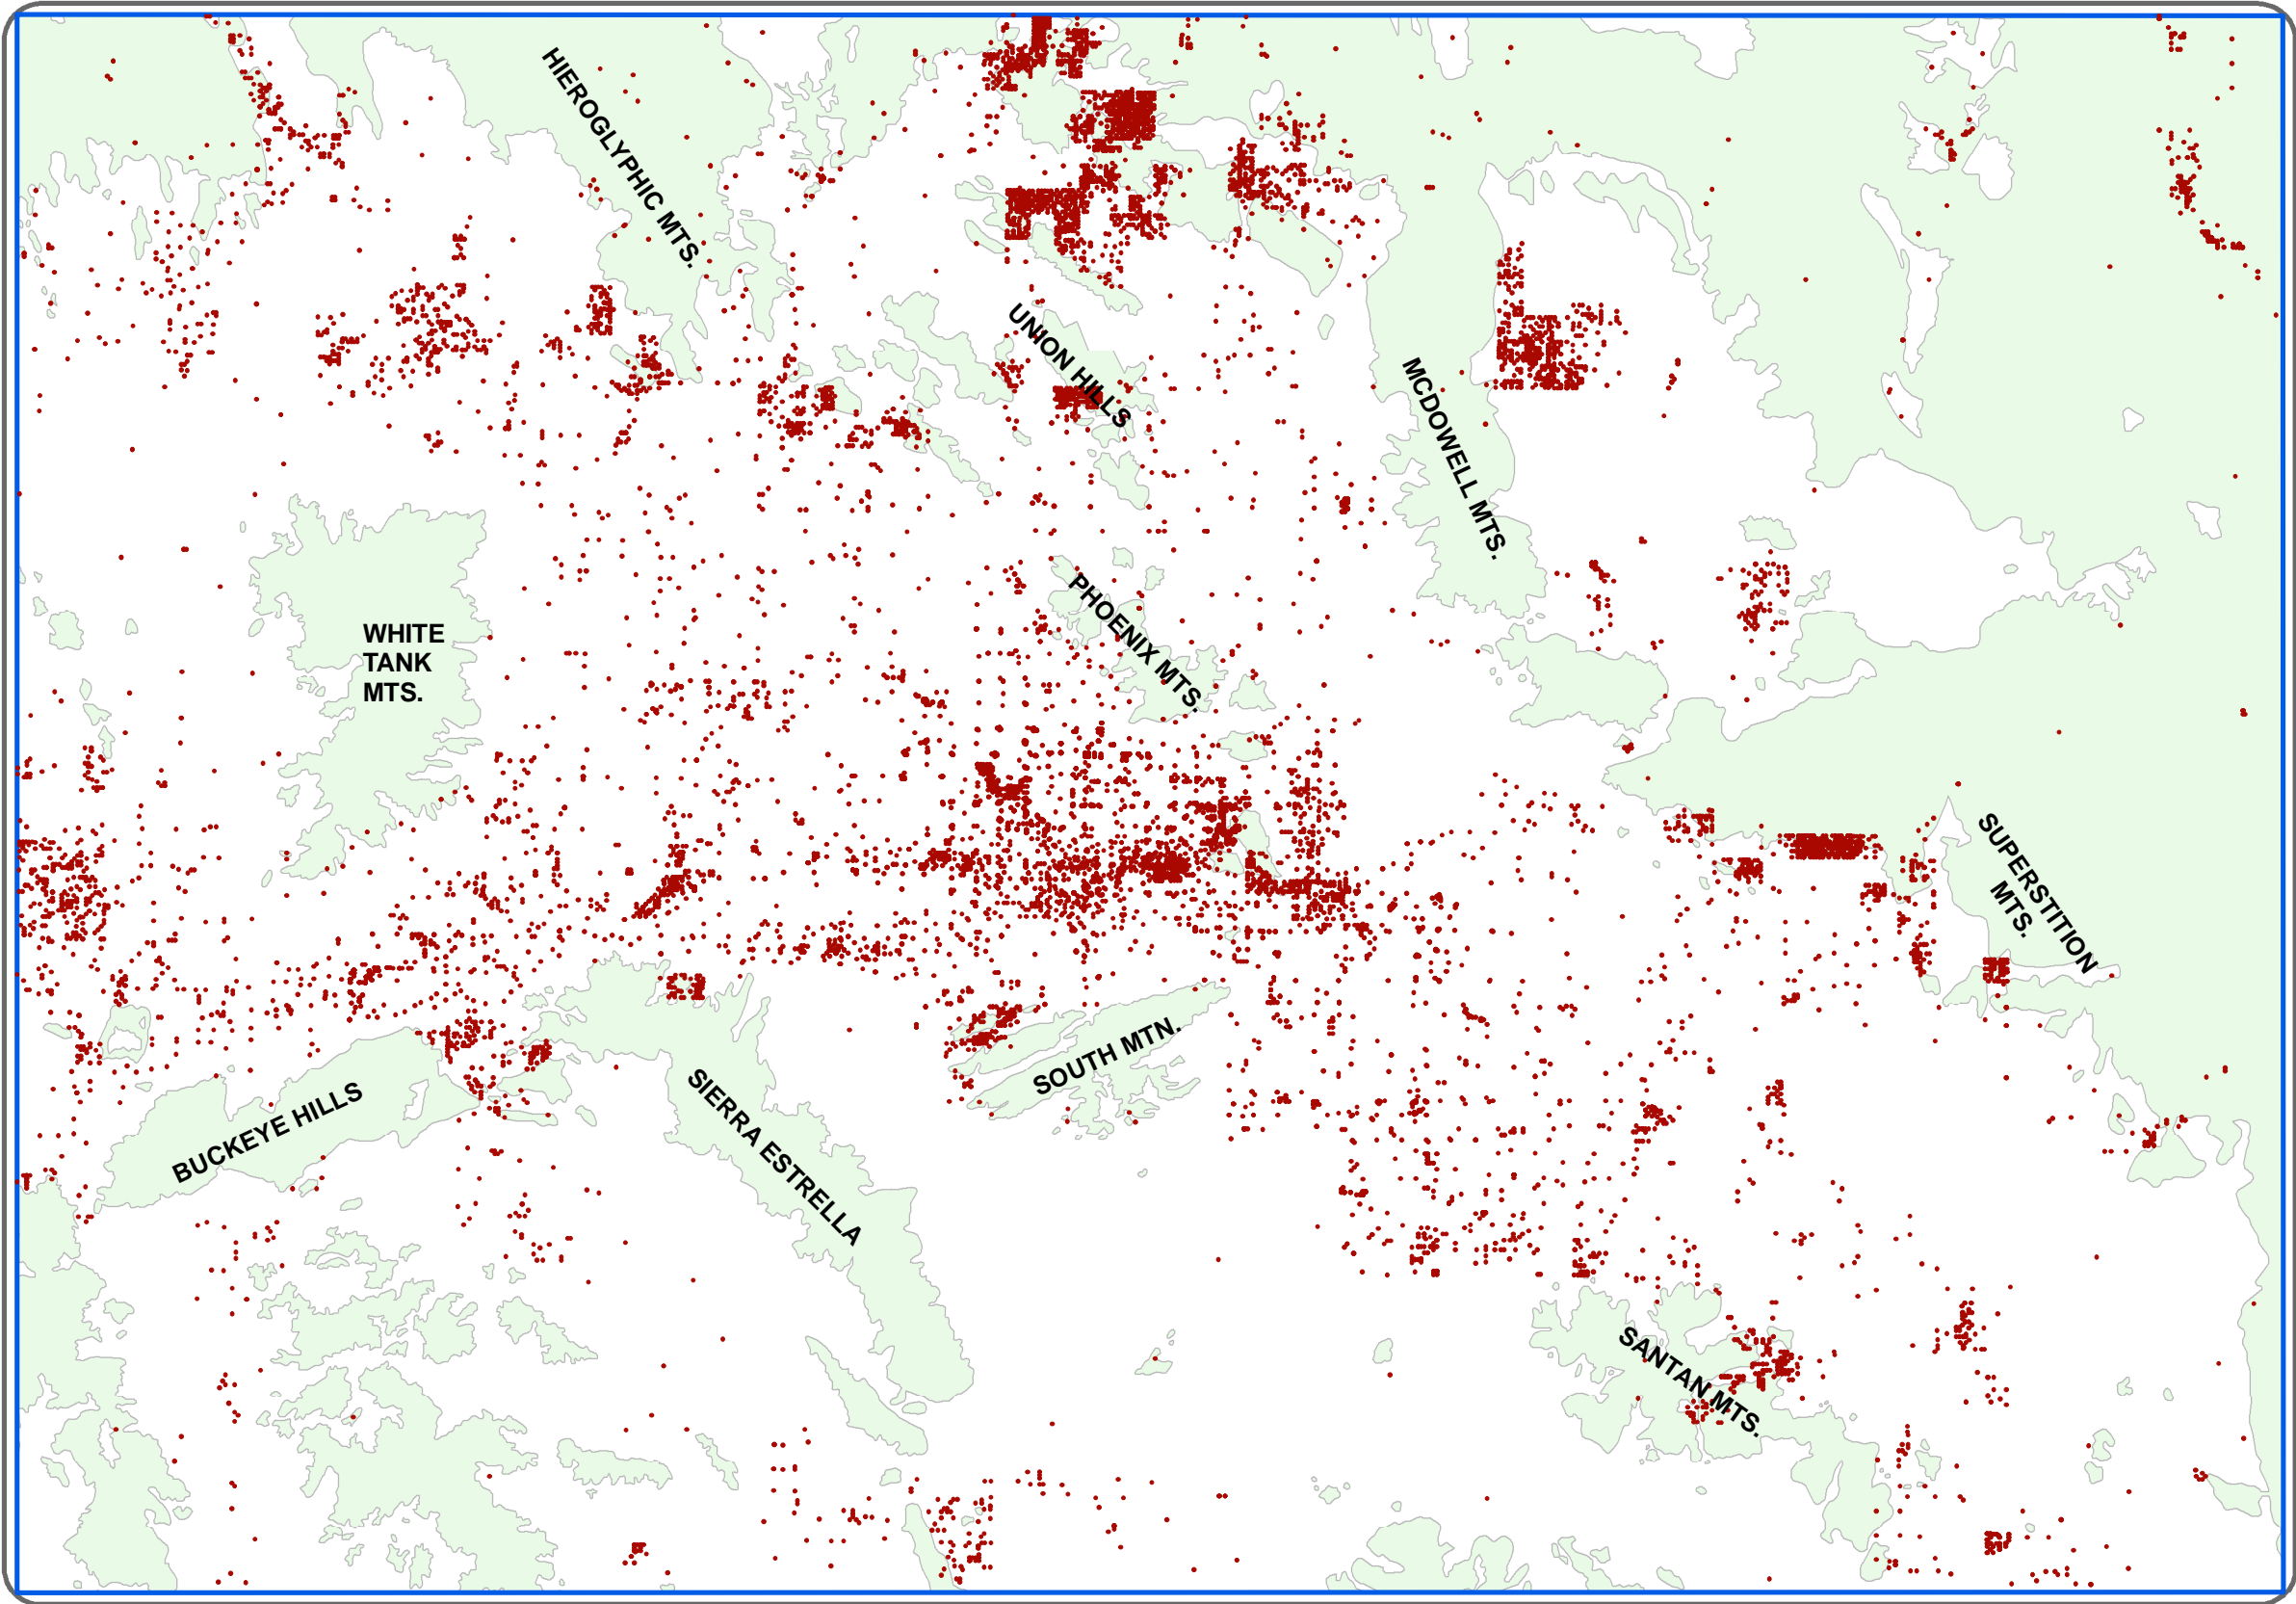 HIEROGLYPHIC MTS.
UNION HILLS
MCDOWELL MTS.
PHOENIX MTS.
WHITE
TANK
MTS.
SUPERSTITION
MTS.
SOUTH MTN.
BUCKEYE HILLS
SIERRA ESTRELLA
SANTAN MTS.